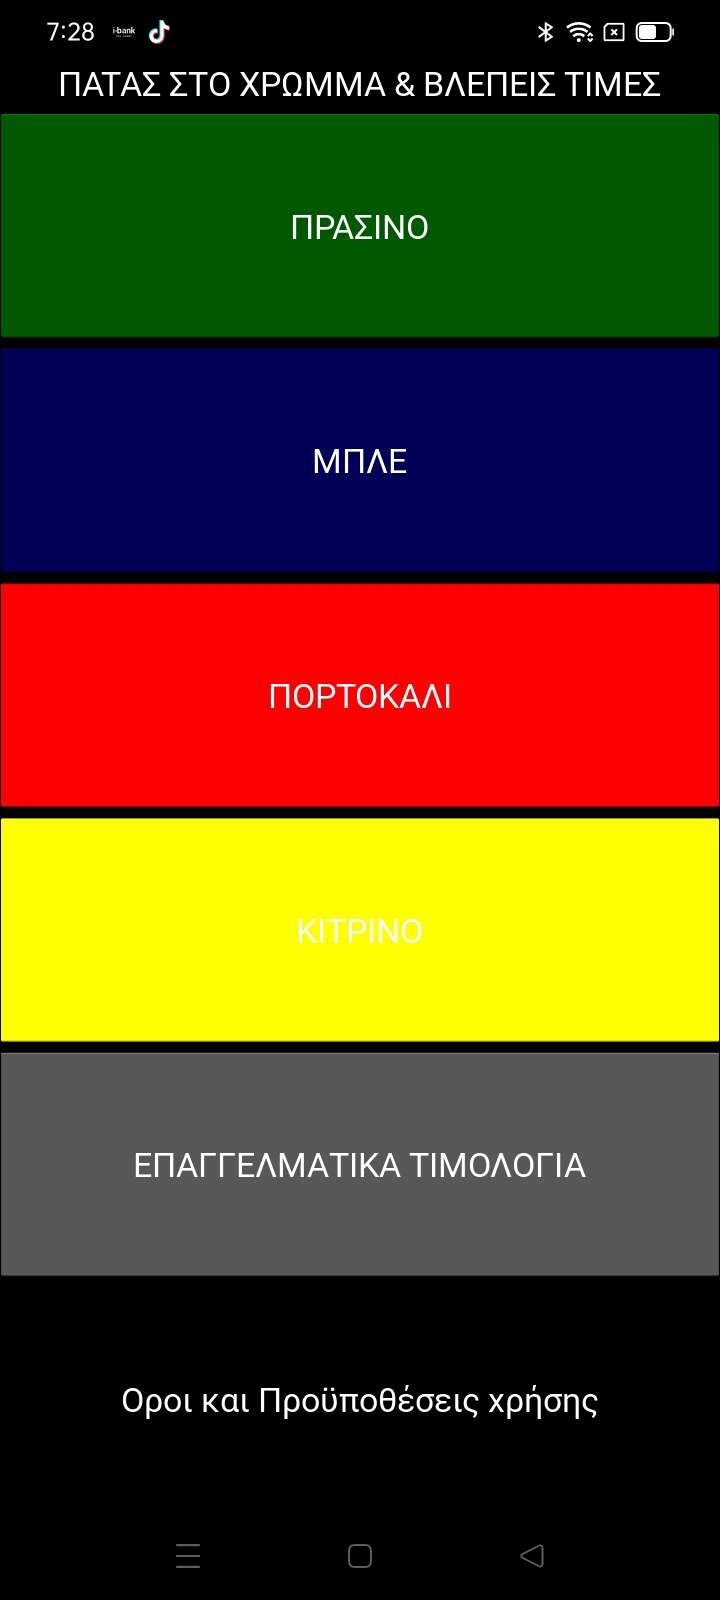 7:28 i-bank
ΠΑΤΑΣ ΣΤΟ ΧΡΩΜΜΑ & ΒΛΕΠΕΙΣ ΤΙΜΕΣ
ΠΡΑΣΙΝΟ
ΜΠΛΕ
ΠΟΡΤΟΚΑΛΙ
ΚΙΤΡΙΝΟ
ΕΠΑΓΓΕΛΜΑΤΙΚΑ ΤΙΜΟΛΟΓΙΑ
Οροι και Προϋποθέσεις χρήσης